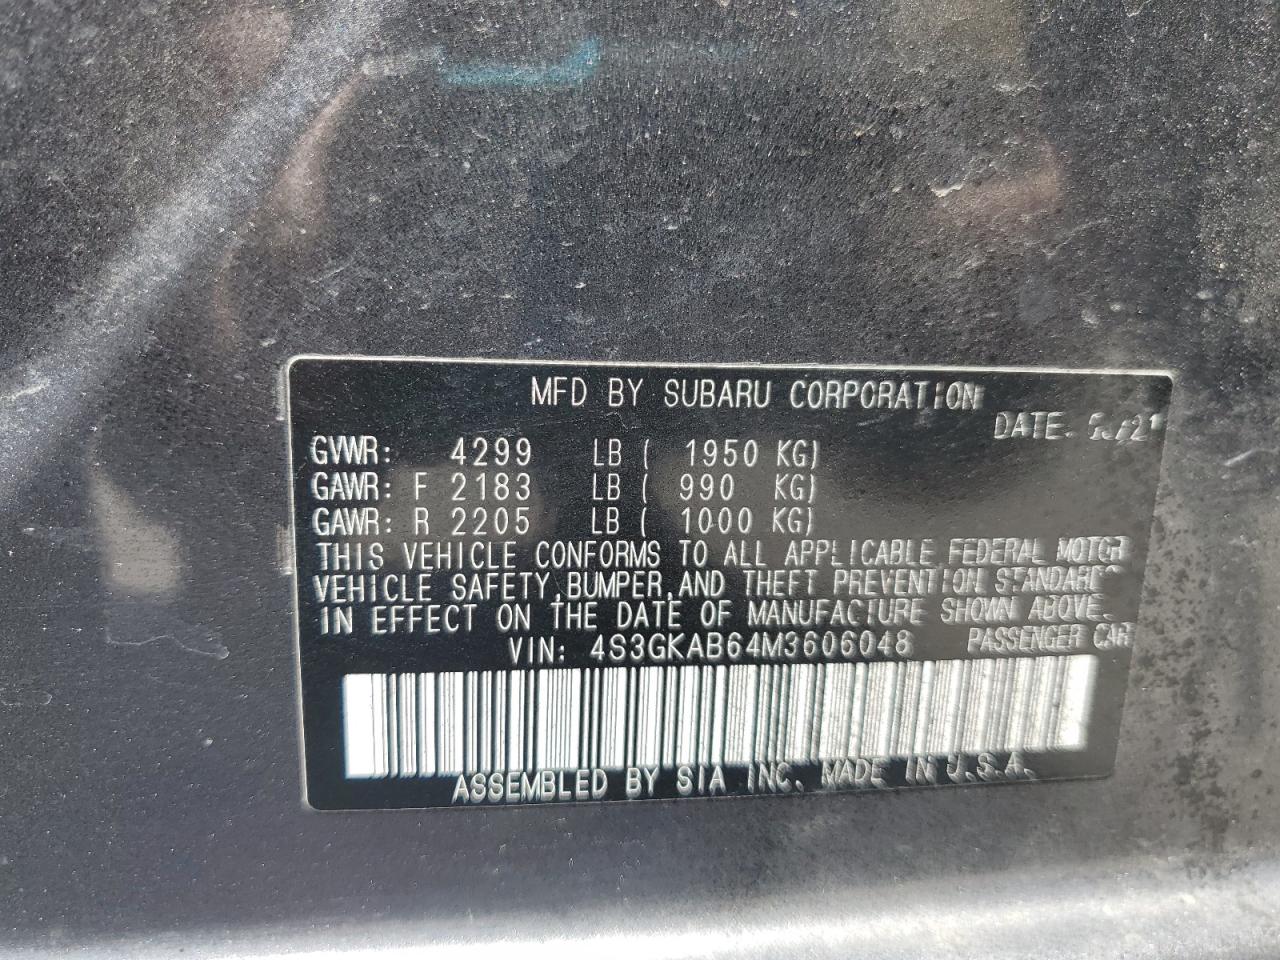 MFD BY SUBARU CORPORATION
DATE.
GVWR: 4299 LB ( 1950 KG)
GAWR: F 2183 LB ( 990 KG)
GAWR: R 2205 LB ( 1000 KG)
THIS VEHICLE CONFORMS TO ALL APPLICABLE FEDERAL MOTOR
VEHICLE SAFETY,BUMPER,AND THEFT PREVENTION STANDARDS
IN EFFECT ON THE DATE OF MANUFACTURE SHOWN ABOVE.
VIN: 4S3GKAB64M3606048 PASSENGER CAR
ASSEMBLED BY SIA INC. MADE IN U.S.A.